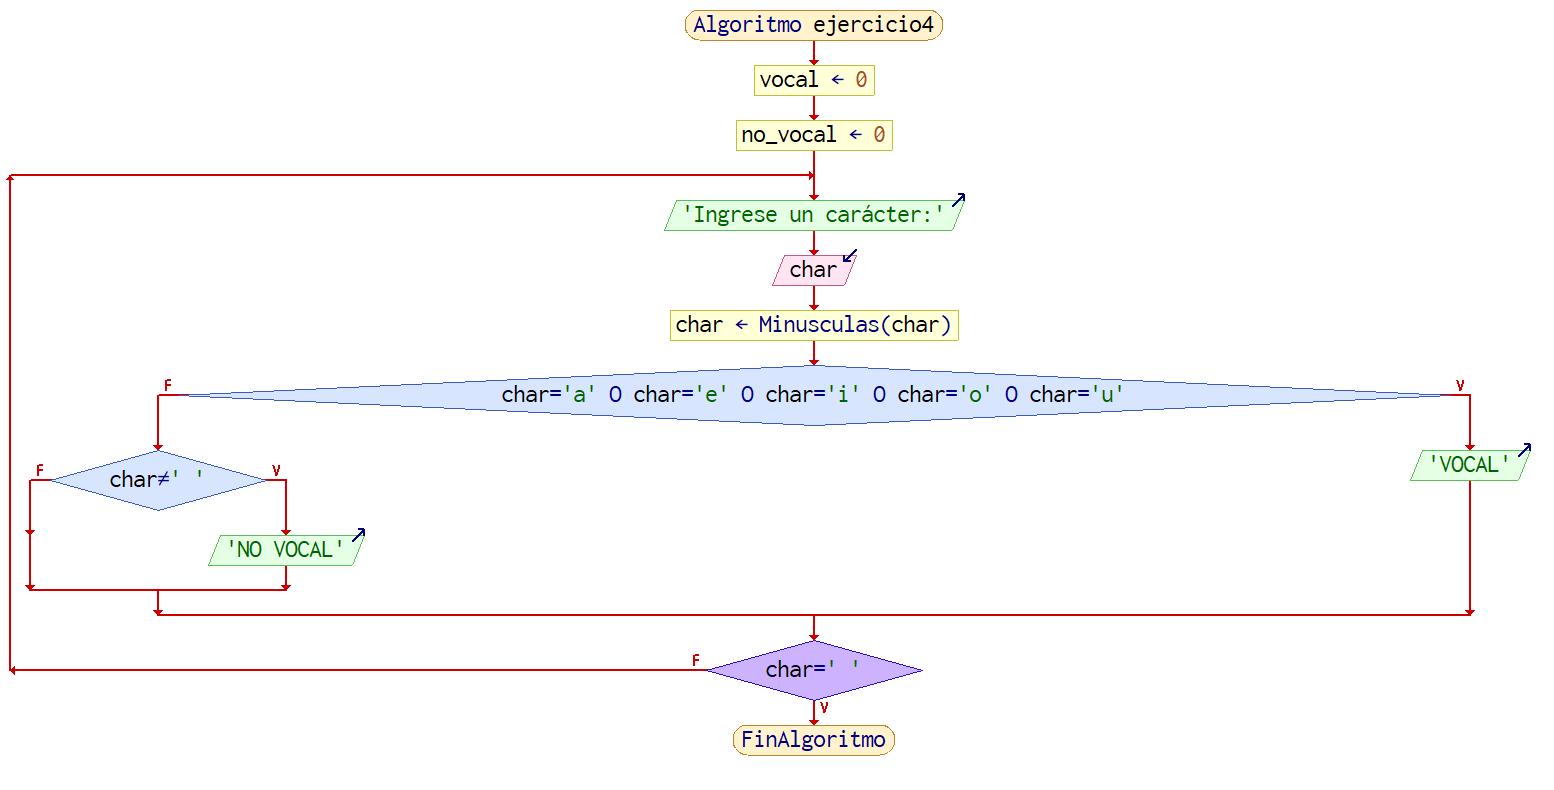 Algoritmo ejercicio4
vocal ← 0
no_vocal ← 0
'Ingrese un carácter:'
char
char ← Minusculas(char)
F
char='a' O char='e' O char='i' O char='o' O char='u'
V
F
char≠' '
V
'VOCAL'
'NO VOCAL'
F
char=' '
V
FinAlgoritmo